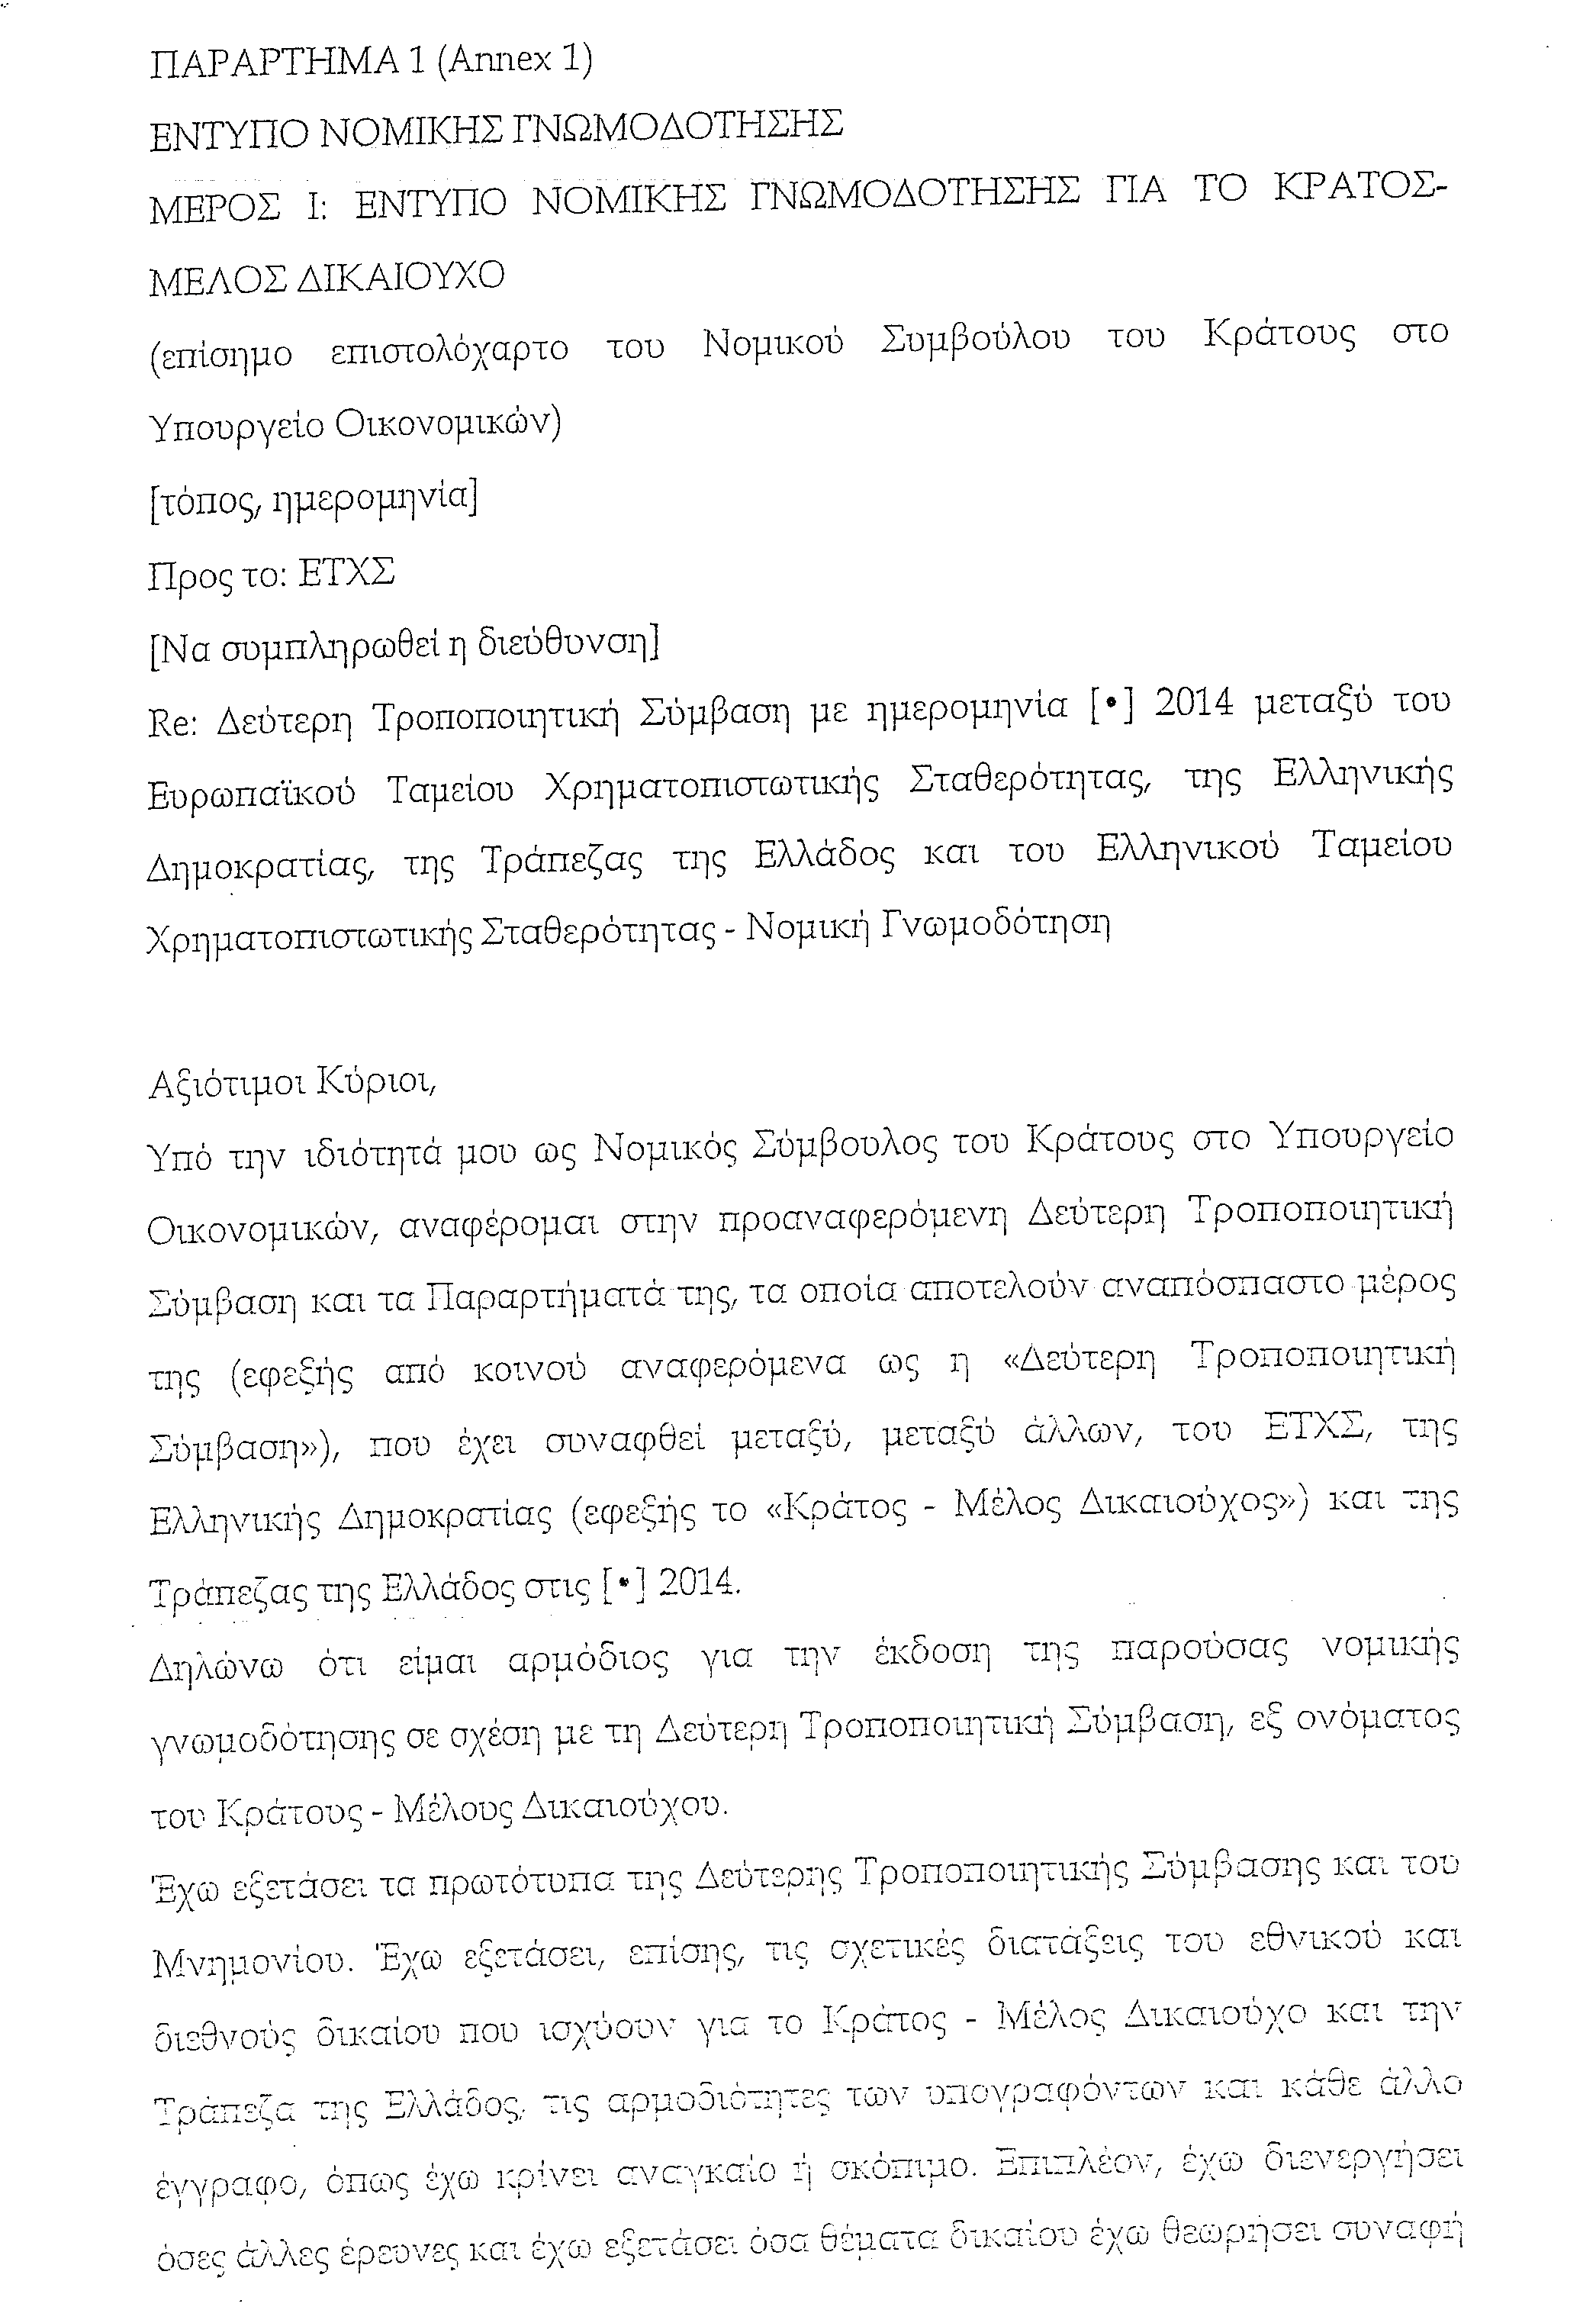 ΠΑΡΑΡΤΗΜΑ 1 (Annex 1)
ΕΝΤΥΠΟ ΝΟΜΙΚΗΣ ΓΝΩΜΟΔΟΤΗΣΗΣ
ΜΕΡΟΣ Ι: ΕΝΤΥΠΟ ΝΟΜΙΚΗΣ ΓΝΩΜΟΔΟΤΗΣΗΣ ΓΙΑ ΤΟ ΚΡΑΤΟΣ-
ΜΕΛΟΣ ΔΙΚΑΙΟΥΧΟ
(επίσημο επιστολόχαρτο του Νομικού Συμβούλου του Κράτους στο
Υπουργείο Οικονομικών)
[τόπος, ημερομηνία]
Προς το: ΕΤΧΣ
[Να συμπληρωθεί η διεύθυνση]
Re: Δεύτερη Τροποποιητική Σύμβαση με ημερομηνία [•] 2014 μεταξύ του
Ευρωπαϊκού Ταμείου Χρηματοπιστωτικής Σταθερότητας, της Ελληνικής
Δημοκρατίας, της Τράπεζας της Ελλάδος και του Ελληνικού Ταμείου
Χρηματοπιστωτικής Σταθερότητας - Νομική Γνωμοδότηση
Αξιότιμοι Κύριοι,
Υπό την ιδιότητά μου ως Νομικός Σύμβουλος του Κράτους στο Υπουργείο
Οικονομικών, αναφέρομαι στην προαναφερόμενη Δεύτερη Τροποποιητική
Σύμβαση και τα Παραρτήματά της, τα οποία αποτελούν αναπόσπαστο μέρος
της (εφεξής από κοινού αναφερόμενα ως η «Δεύτερη Τροποποιητική
Σύμβαση»), που έχει συναφθεί μεταξύ, μεταξύ άλλων, του ΕΤΧΣ, της
Ελληνικής Δημοκρατίας (εφεξής το «Κράτος - Μέλος Δικαιούχος») και της
Τράπεζας της Ελλάδος στις [•] 2014.
Δηλώνω ότι είμαι αρμόδιος για την έκδοση της παρούσας νομικής
γνωμοδότησης σε σχέση με τη Δεύτερη Τροποποιητική Σύμβαση, εξ ονόματος
του Κράτους - Μέλους Δικαιούχου.
Έχω εξετάσει τα πρωτότυπα της Δεύτερης Τροποποιητικής Σύμβασης και του
Μνημονίου. Έχω εξετάσει, επίσης, τις σχετικές διατάξεις του εθνικού και
διεθνούς δικαίου που ισχύουν για το Κράτος - Μέλος Δικαιούχο και την
Τράπεζα της Ελλάδος, τις αρμοδιότητες των υπογραφόντων και κάθε άλλο
έγγραφο, όπως έχω κρίνει αναγκαίο ή σκόπιμο. Επιπλέον, έχω διενεργήσει
όσες άλλες έρευνες και έχω εξετάσει όσα θέματα δικαίου έχω θεωρήσει συναφή